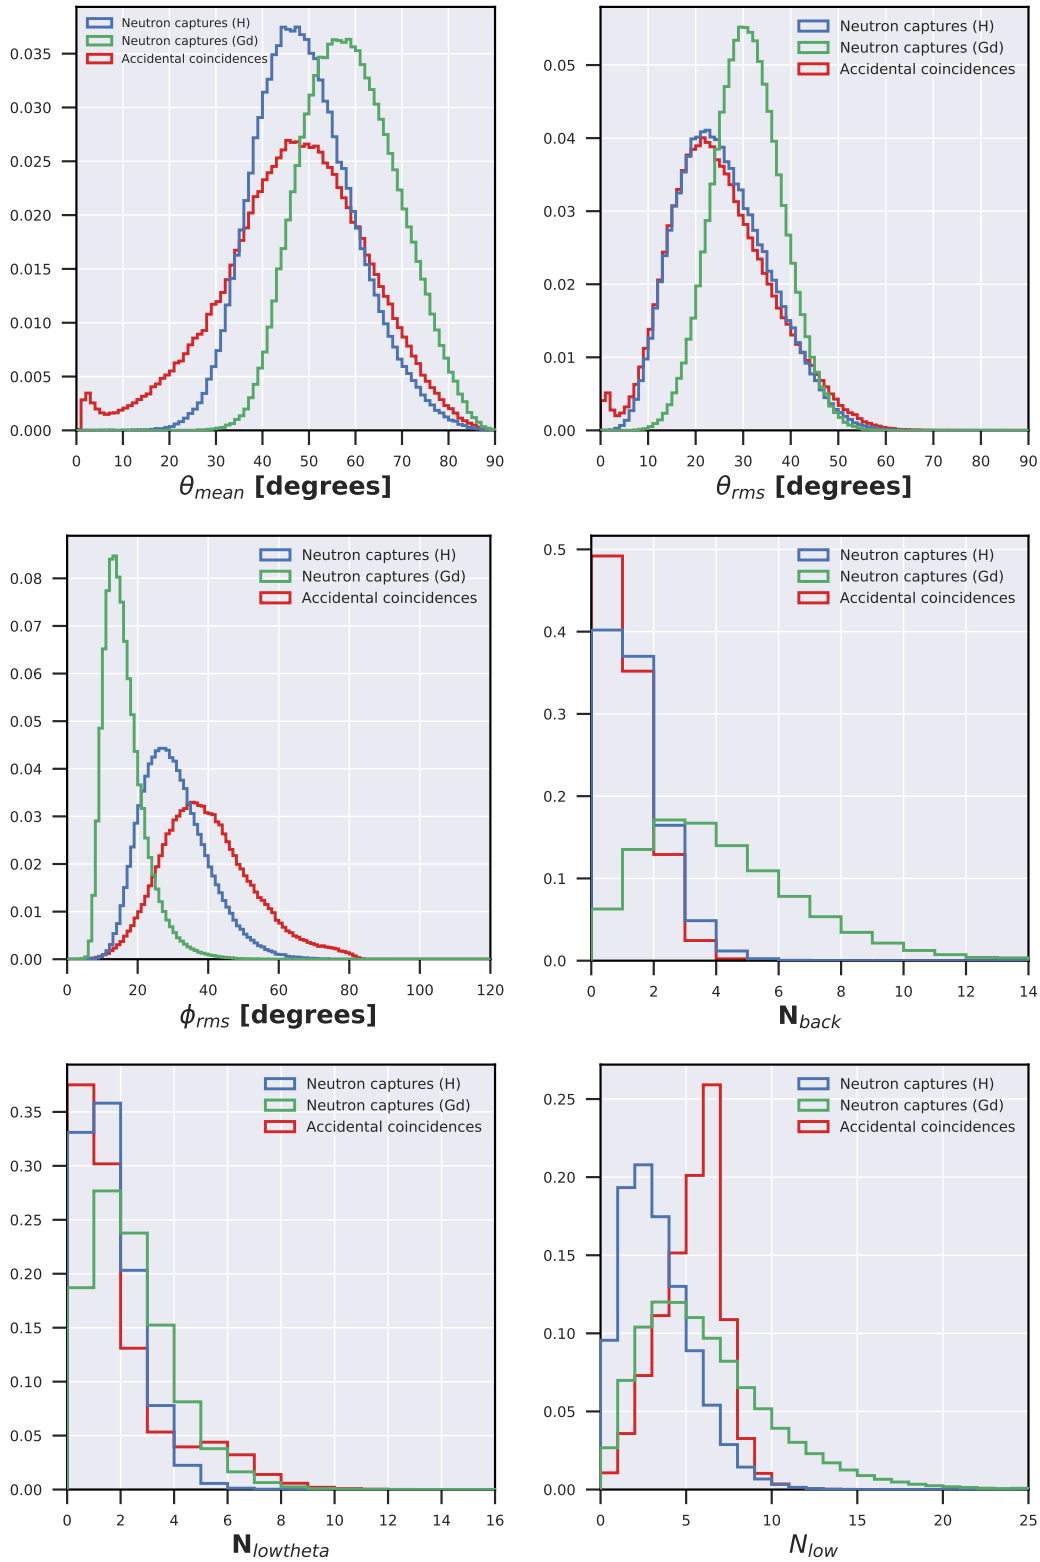 Neutron captures (H)
Neutron captures (Gd)
Accidental coincidences
0.035
0.030
0.025
0.020
0.015
0.010
0.005
0.000
0 10 20 30 40 50 60 70 80 90
θmean [degrees]
Neutron captures (H)
Neutron captures (Gd)
Accidental coincidences
0.05
0.04
0.03
0.02
0.01
0.00
0 10 20 30 40 50 60 70 80 90
θrms [degrees]
Neutron captures (H)
Neutron captures (Gd)
Accidental coincidences
0.08
0.07
0.06
0.05
0.04
0.03
0.02
0.01
0.00
0 20 40 60 80 100 120
ϕrms [degrees]
Neutron captures (H)
Neutron captures (Gd)
Accidental coincidences
0.5
0.4
0.3
0.2
0.1
0.0
0 2 4 6 8 10 12 14
Nback
Neutron captures (H)
Neutron captures (Gd)
Accidental coincidences
0.35
0.30
0.25
0.20
0.15
0.10
0.05
0.00
0 2 4 6 8 10 12 14 16
Nlowtheta
Neutron captures (H)
Neutron captures (Gd)
Accidental coincidences
0.25
0.20
0.15
0.10
0.05
0.00
0 5 10 15 20 25
Nlow